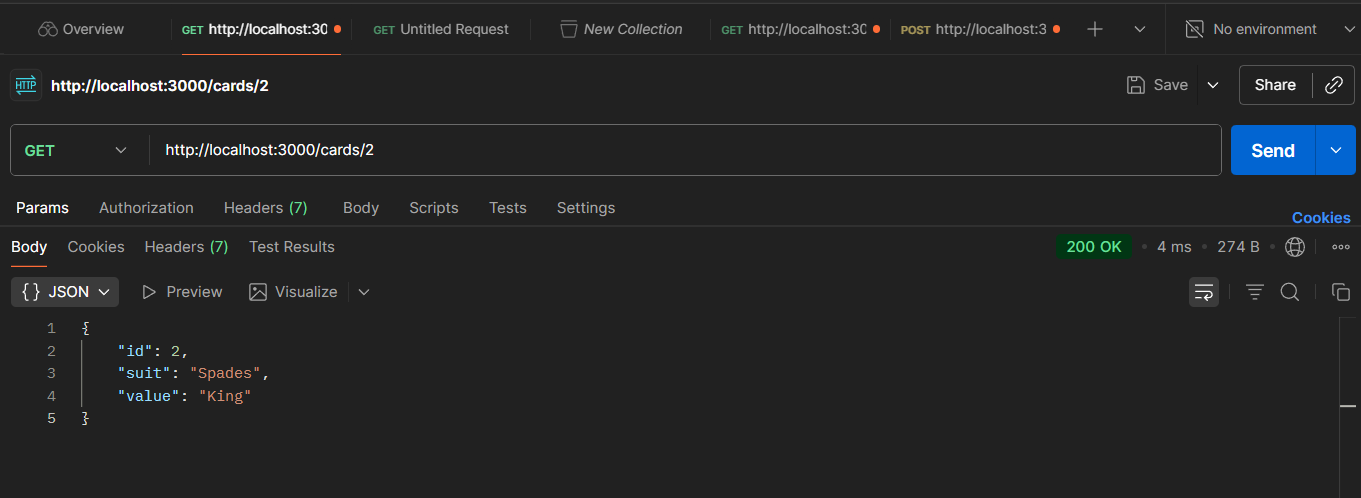 Overview GET http://localhost:30 GET Untitled Request New Collection GET http://localhost:30 POST http://localhost:3 No environment
HTTP http://localhost:3000/cards/2 Save Share
GET http://localhost:3000/cards/2 Send
Params Authorization Headers (7) Body Scripts Tests Settings Cookies
Body Cookies Headers (7) Test Results 200 OK • 4 ms • 274 B •
{} JSON Preview Visualize
1 {
2 "id": 2,
3 "suit": "Spades",
4 "value": "King"
5 }